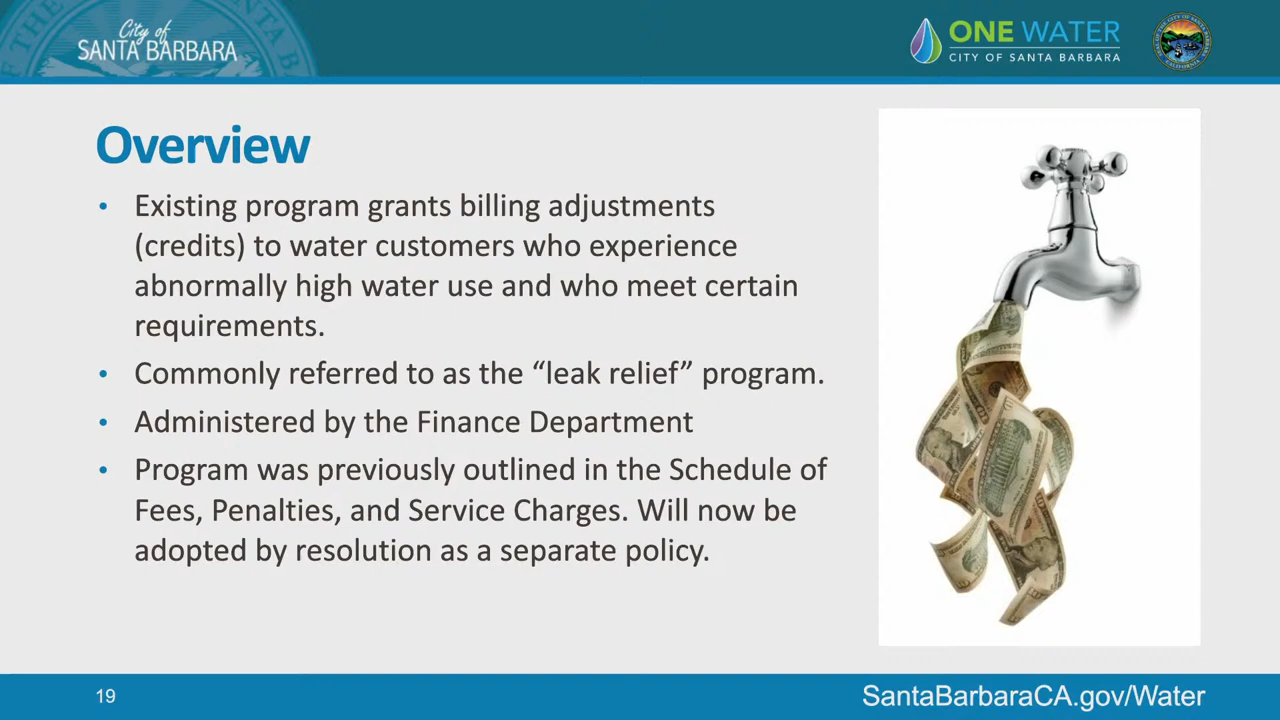 City of
SANTA BARBARA
ONE WATER
CITY OF SANTA BARBARA
Overview
• Existing program grants billing adjustments
(credits) to water customers who experience
abnormally high water use and who meet certain
requirements.
• Commonly referred to as the “leak relief” program.
• Administered by the Finance Department
• Program was previously outlined in the Schedule of
Fees, Penalties, and Service Charges. Will now be
adopted by resolution as a separate policy.
19
SantaBarbaraCA.gov/Water